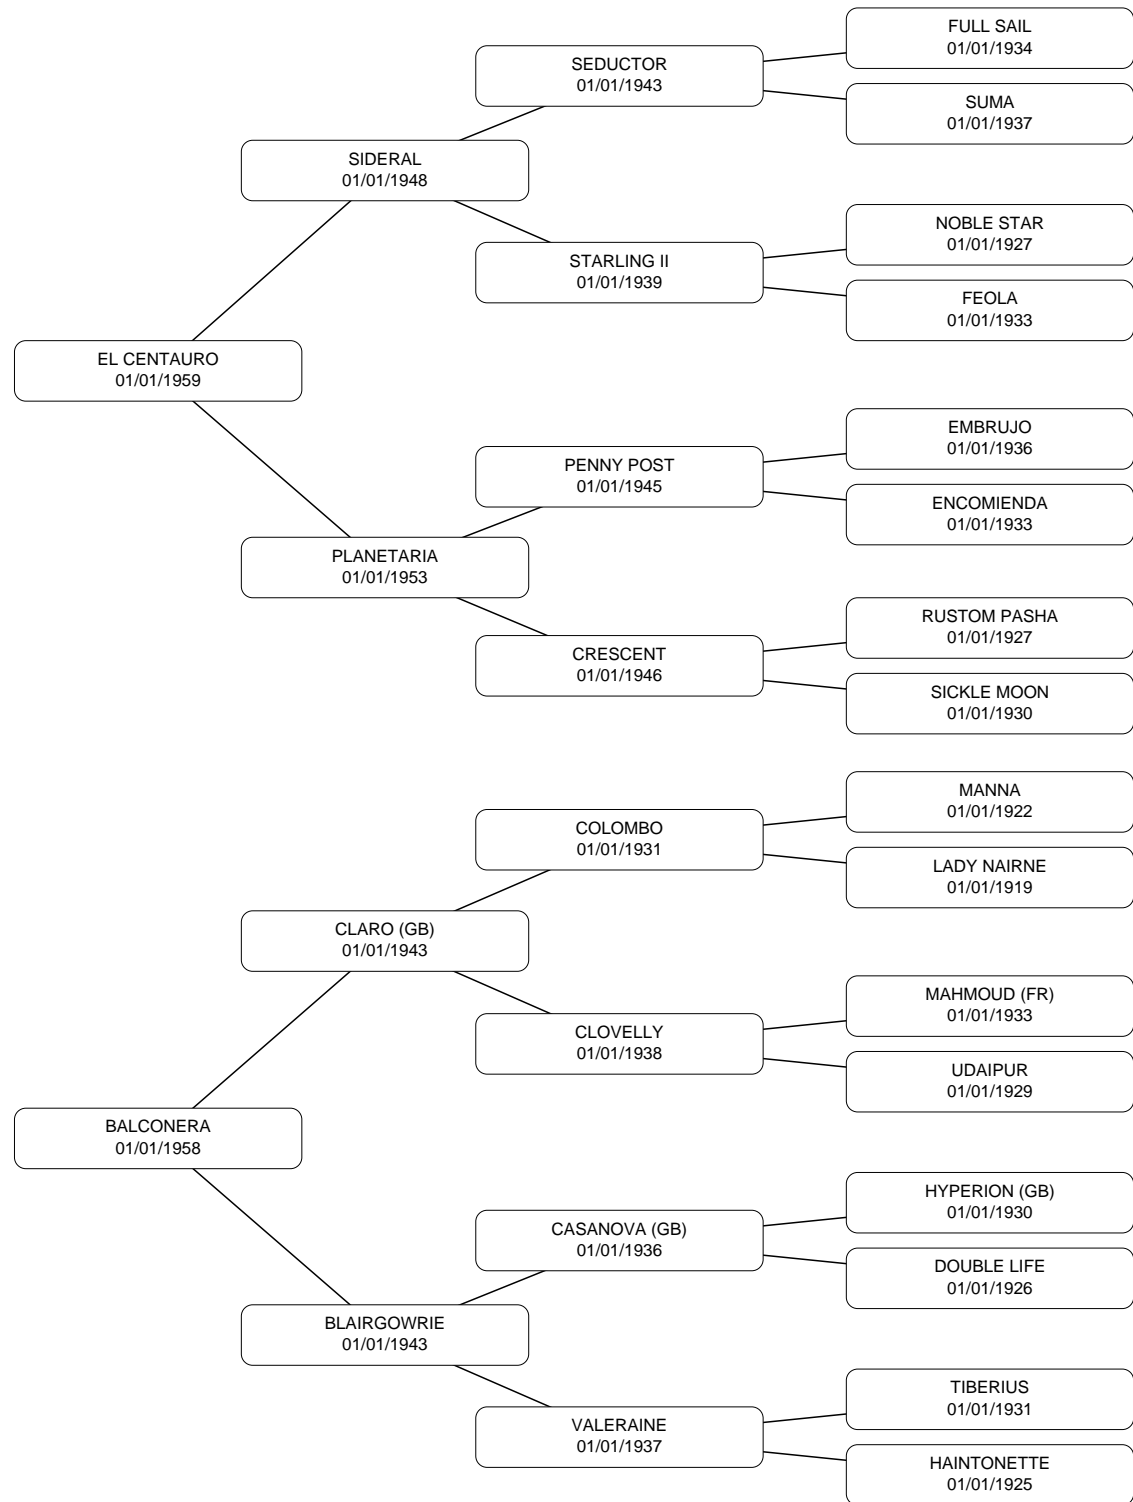 FULL SAIL
01/01/1934
SEDUCTOR
01/01/1943
SUMA
01/01/1937
SIDERAL
01/01/1948
NOBLE STAR
01/01/1927
STARLING II
01/01/1939
FEOLA
01/01/1933
EL CENTAURO
01/01/1959
EMBRUJO
01/01/1936
PENNY POST
01/01/1945
ENCOMIENDA
01/01/1933
PLANETARIA
01/01/1953
RUSTOM PASHA
01/01/1927
CRESCENT
01/01/1946
SICKLE MOON
01/01/1930
MANNA
01/01/1922
COLOMBO
01/01/1931
LADY NAIRNE
01/01/1919
CLARO (GB)
01/01/1943
MAHMOUD (FR)
01/01/1933
CLOVELLY
01/01/1938
UDAIPUR
01/01/1929
BALCONERA
01/01/1958
HYPERION (GB)
01/01/1930
CASANOVA (GB)
01/01/1936
DOUBLE LIFE
01/01/1926
BLAIRGOWRIE
01/01/1943
TIBERIUS
01/01/1931
VALERAINE
01/01/1937
HAINTONETTE
01/01/1925